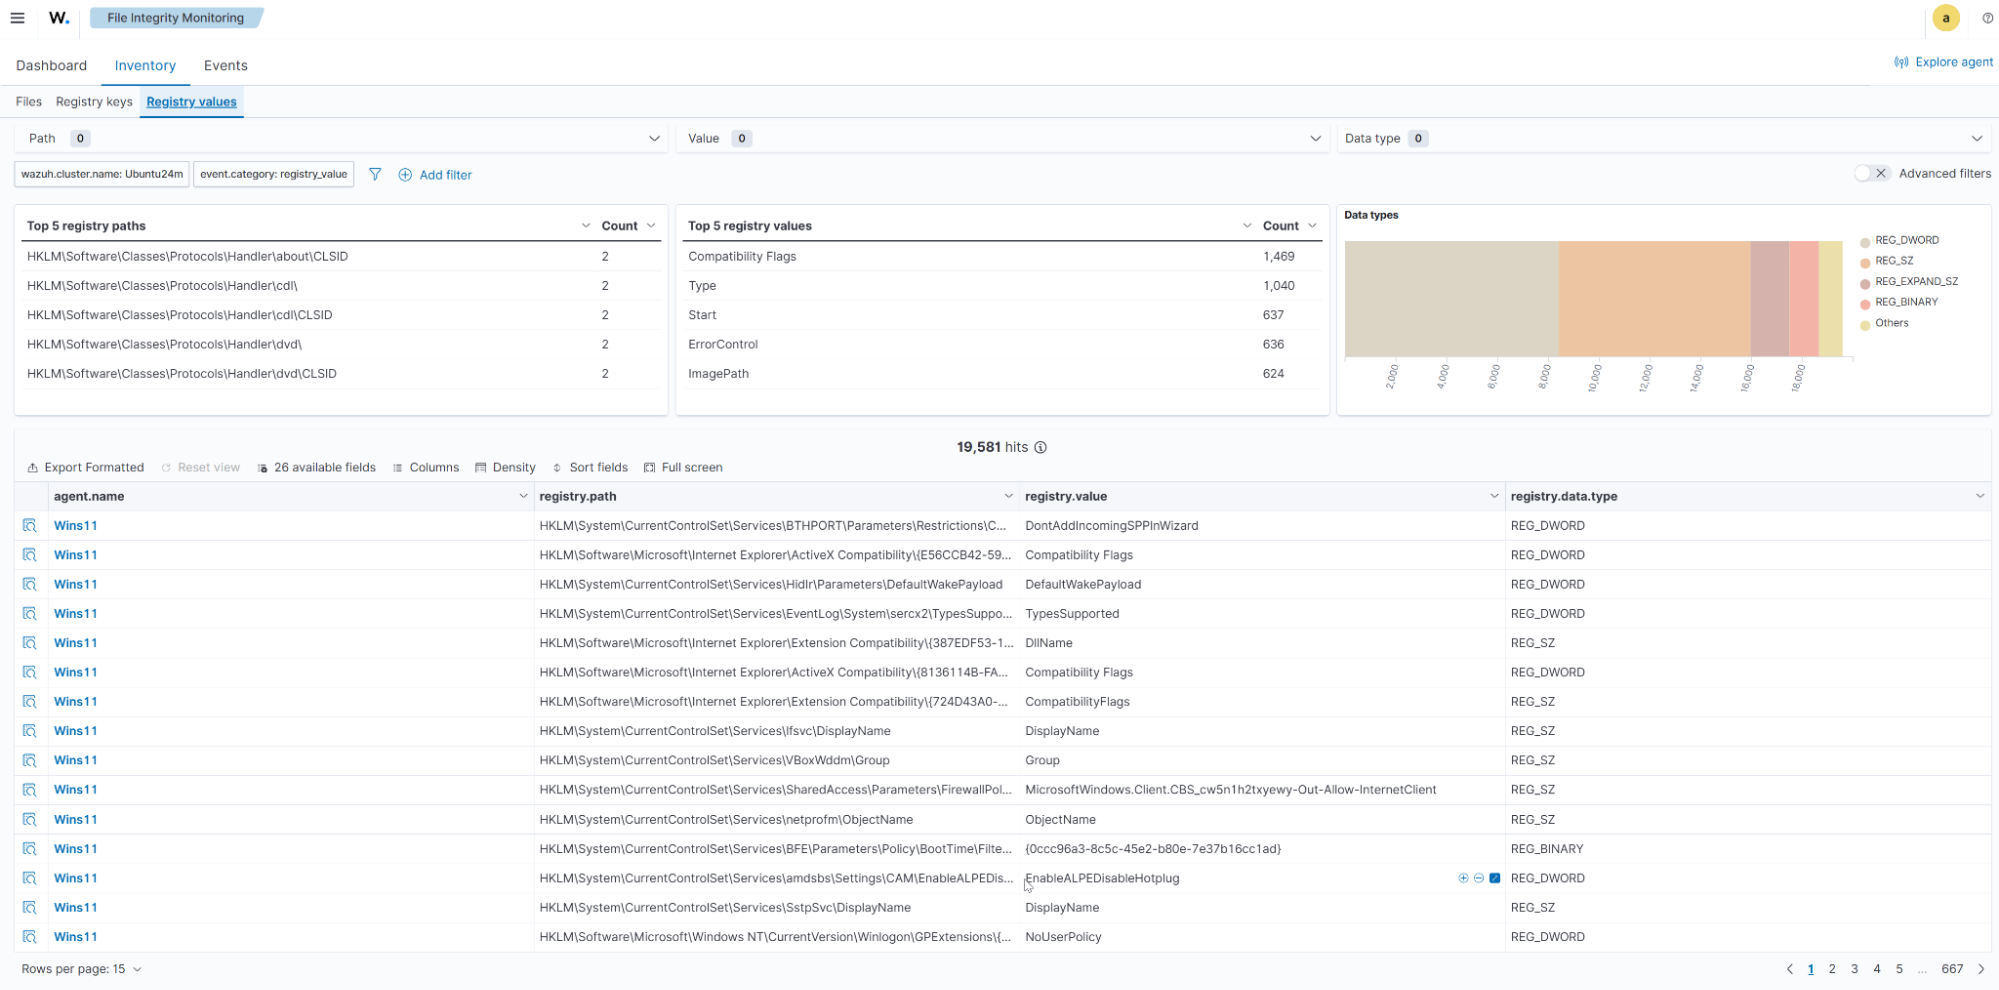 W. File Integrity Monitoring a
Dashboard Inventory Events Explore agent
Files Registry keys Registry values
Path 0 Value 0 Data type 0
wazuh.cluster.name: Ubuntu24m event.category: registry_value Add filter Advanced filters
Top 5 registry paths Count
HKLM\Software\Classes\Protocols\Handler\about\CLSID 2
HKLM\Software\Classes\Protocols\Handler\cdl\ 2
HKLM\Software\Classes\Protocols\Handler\cdl\CLSID 2
HKLM\Software\Classes\Protocols\Handler\dvd\ 2
HKLM\Software\Classes\Protocols\Handler\dvd\CLSID 2
Top 5 registry values Count
Compatibility Flags 1,469
Type 1,040
Start 637
ErrorControl 636
ImagePath 624
Data types
REG_DWORD
REG_SZ
REG_EXPAND_SZ
REG_BINARY
Others
2,000 4,000 6,000 8,000 10,000 12,000 14,000 16,000 18,000
19,581 hits
Export Formatted Reset view 26 available fields Columns Density Sort fields Full screen
agent.name registry.path registry.value registry.data.type
Wins11 HKLM\System\CurrentControlSet\Services\BTHPORT\Parameters\Restrictions\C... DontAddIncomingSPPInWizard REG_DWORD
Wins11 HKLM\Software\Microsoft\Internet Explorer\ActiveX Compatibility\{E56CCB42-59... Compatibility Flags REG_DWORD
Wins11 HKLM\System\CurrentControlSet\Services\HidIr\Parameters\DefaultWakePayload DefaultWakePayload REG_DWORD
Wins11 HKLM\System\CurrentControlSet\Services\EventLog\System\sercx2\TypesSuppo... TypesSupported REG_DWORD
Wins11 HKLM\Software\Microsoft\Internet Explorer\Extension Compatibility\{387EDF53-1... DllName REG_SZ
Wins11 HKLM\Software\Microsoft\Internet Explorer\ActiveX Compatibility\{8136114B-FA... Compatibility Flags REG_DWORD
Wins11 HKLM\Software\Microsoft\Internet Explorer\Extension Compatibility\{724D43A0-... CompatibilityFlags REG_SZ
Wins11 HKLM\System\CurrentControlSet\Services\lfsvc\DisplayName DisplayName REG_SZ
Wins11 HKLM\System\CurrentControlSet\Services\VBoxWddm\Group Group REG_SZ
Wins11 HKLM\System\CurrentControlSet\Services\SharedAccess\Parameters\FirewallPol... MicrosoftWindows.Client.CBS_cw5n1h2txyewy-Out-Allow-InternetClient REG_SZ
Wins11 HKLM\System\CurrentControlSet\Services\netprofm\ObjectName ObjectName REG_SZ
Wins11 HKLM\System\CurrentControlSet\Services\BFE\Parameters\Policy\BootTime\Filte... {0ccc96a3-8c5c-45e2-b80e-7e37b16cc1ad} REG_BINARY
Wins11 HKLM\System\CurrentControlSet\Services\amdsbs\Settings\CAM\EnableALPEDis... EnableALPEDisableHotplug REG_DWORD
Wins11 HKLM\System\CurrentControlSet\Services\SstpSvc\DisplayName DisplayName REG_SZ
Wins11 HKLM\Software\Microsoft\Windows NT\CurrentVersion\Winlogon\GPExtensions\{... NoUserPolicy REG_DWORD
Rows per page: 15 1 2 3 4 5 ... 667